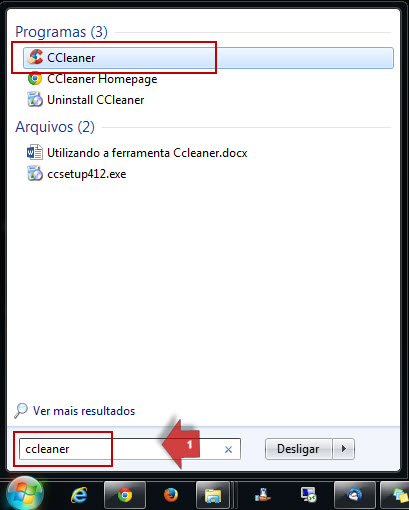 Programas (3)
CCleaner
CCleaner Homepage
Uninstall CCleaner
Arquivos (2)
Utilizando a ferramenta Ccleaner.docx
ccsetup412.exe
Ver mais resultados
ccleaner
1
Desligar